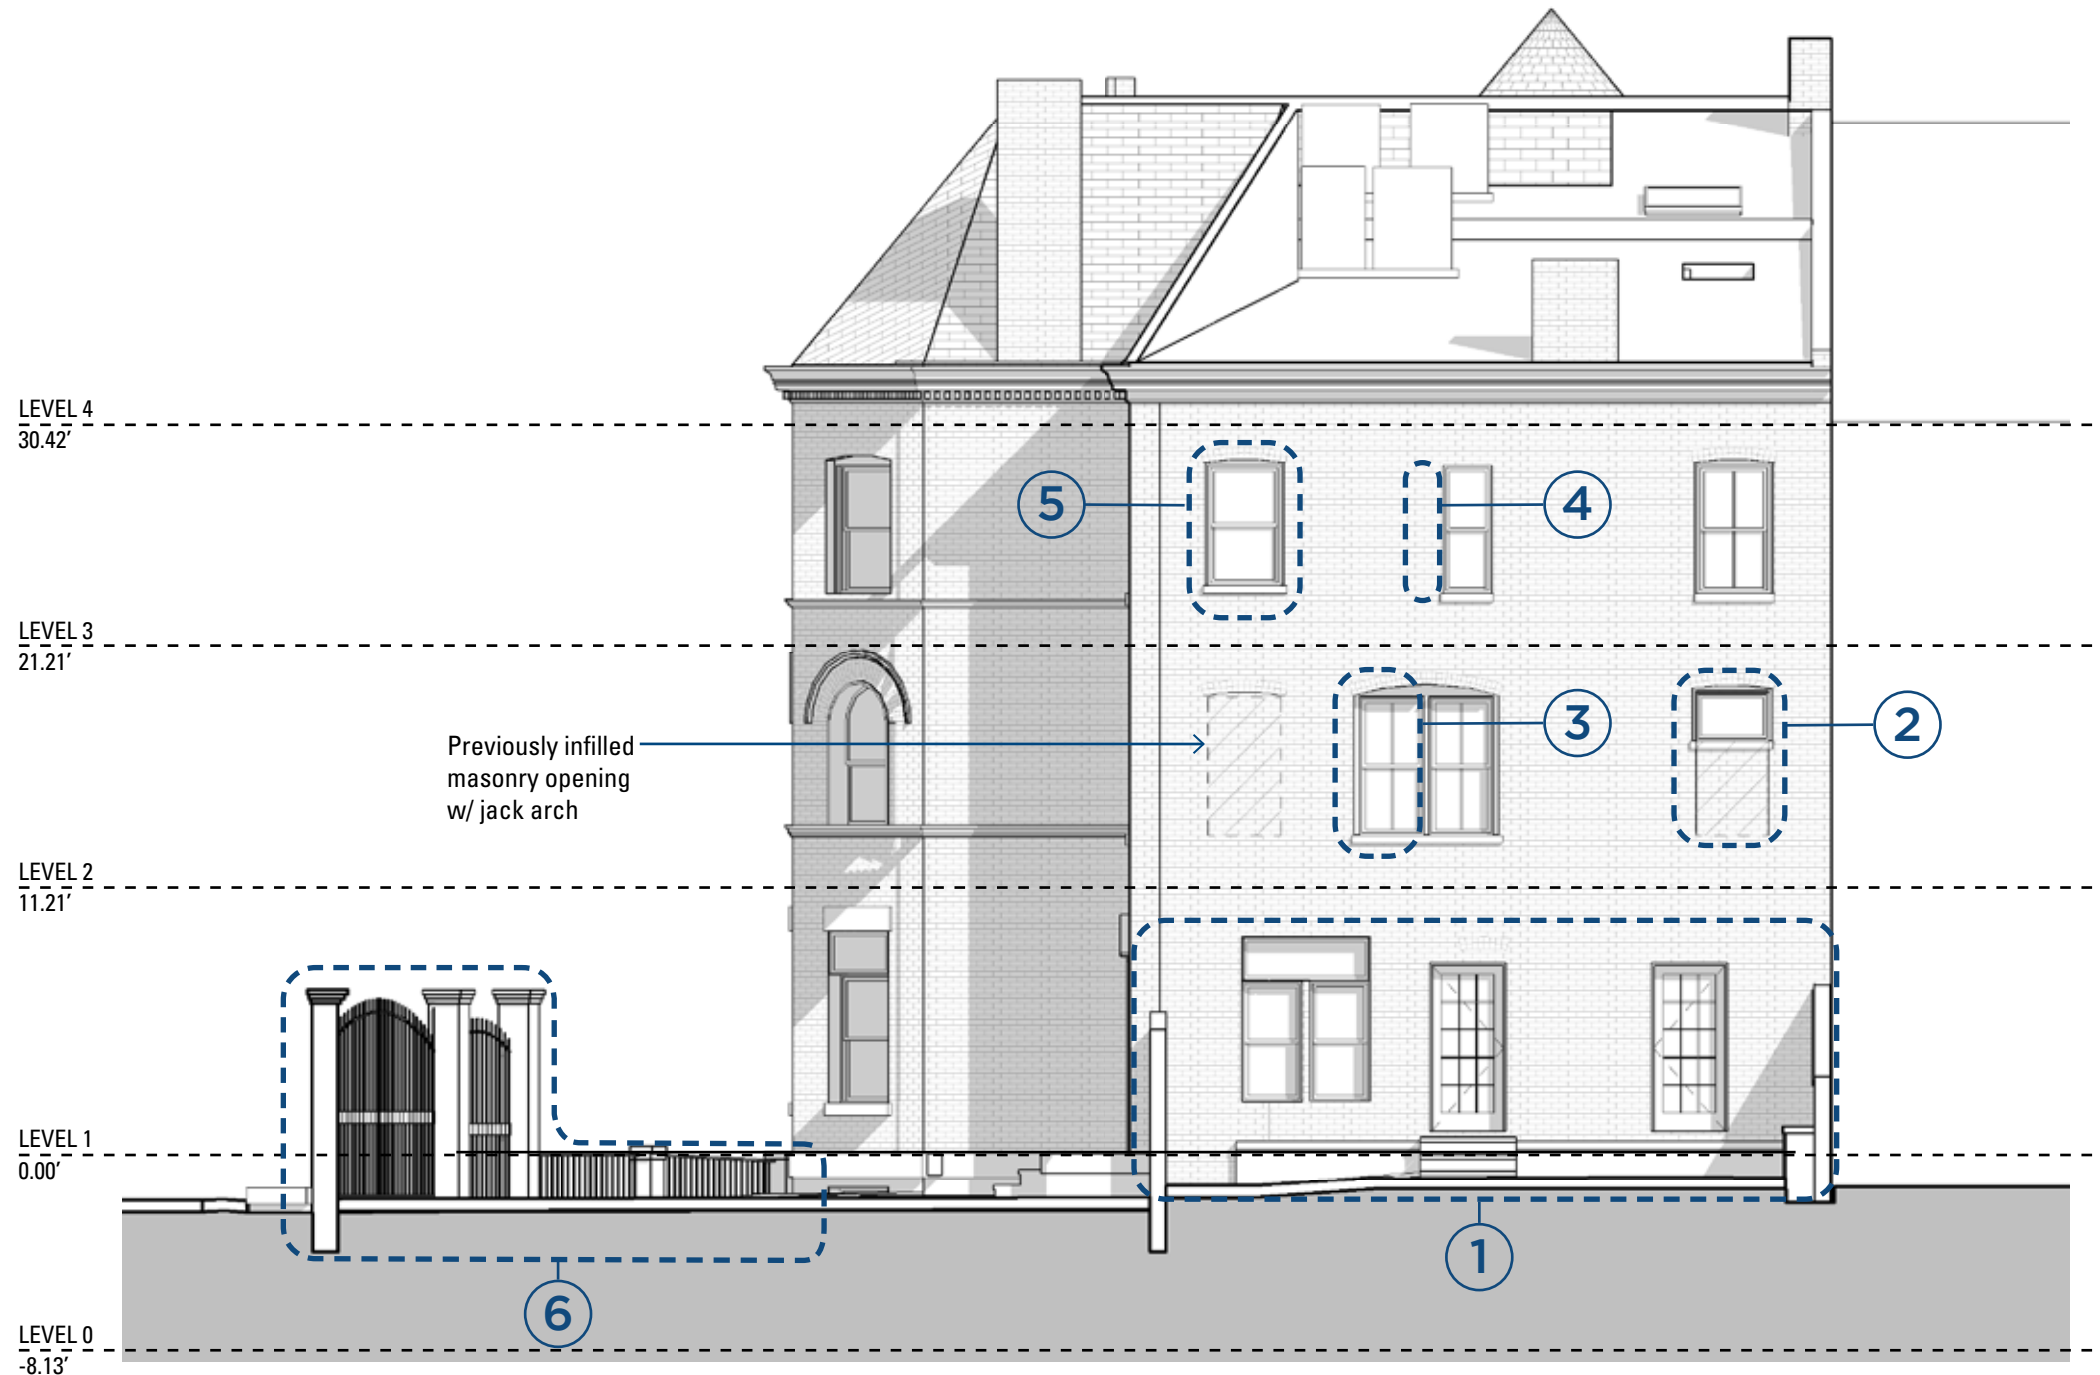 LEVEL 4
30.42′
5
4
LEVEL 3
21.21′
3
2
Previously infilled
masonry opening
w/ jack arch
LEVEL 2
11.21′
LEVEL 1
0.00′
1
6
LEVEL 0
-8.13′